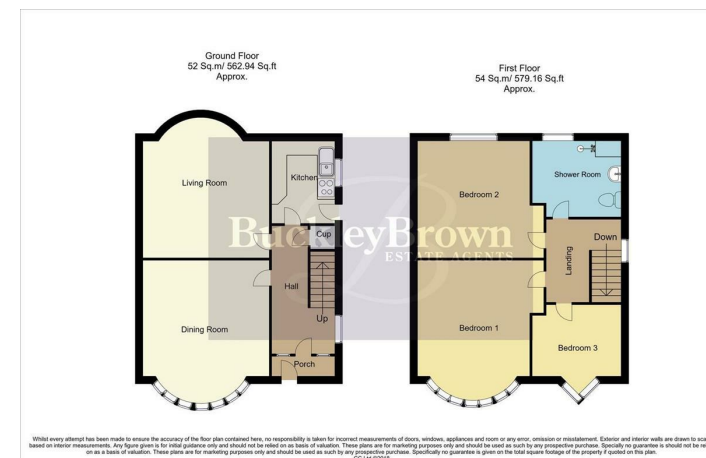 Ground Floor
52 Sq.m/ 562.94 Sq.ft
Approx.
First Floor
54 Sq.m/ 579.16 Sq.ft
Approx.
Living Room
Kitchen
Cup
Hall
Up
Dining Room
Porch
Bedroom 2
Shower Room
Landing
Down
Bedroom 1
Bedroom 3
BuckleyBrown
ESTATE AGENTS
Whilst every attempt has been made to ensure the accuracy of the floor plan contained here, no responsibility is taken for incorrect measurements of doors, windows, appliances and room or any error, omission or misstatement. Exterior and interior walls are drawn to sca
based on interior measurements. Any figure given is for initial guidance only and should not be relied on as basis of valuation. These plans are for marketing purposes only and should be used as such by any prospective purchase. Specially no guarantee is should not be re
on as a basis of valuation. These plans are for marketing purposes only and should be used as such by any prospective purchase. Specifically no guarantee is given on the total square footage of the property if quoted on this plan.